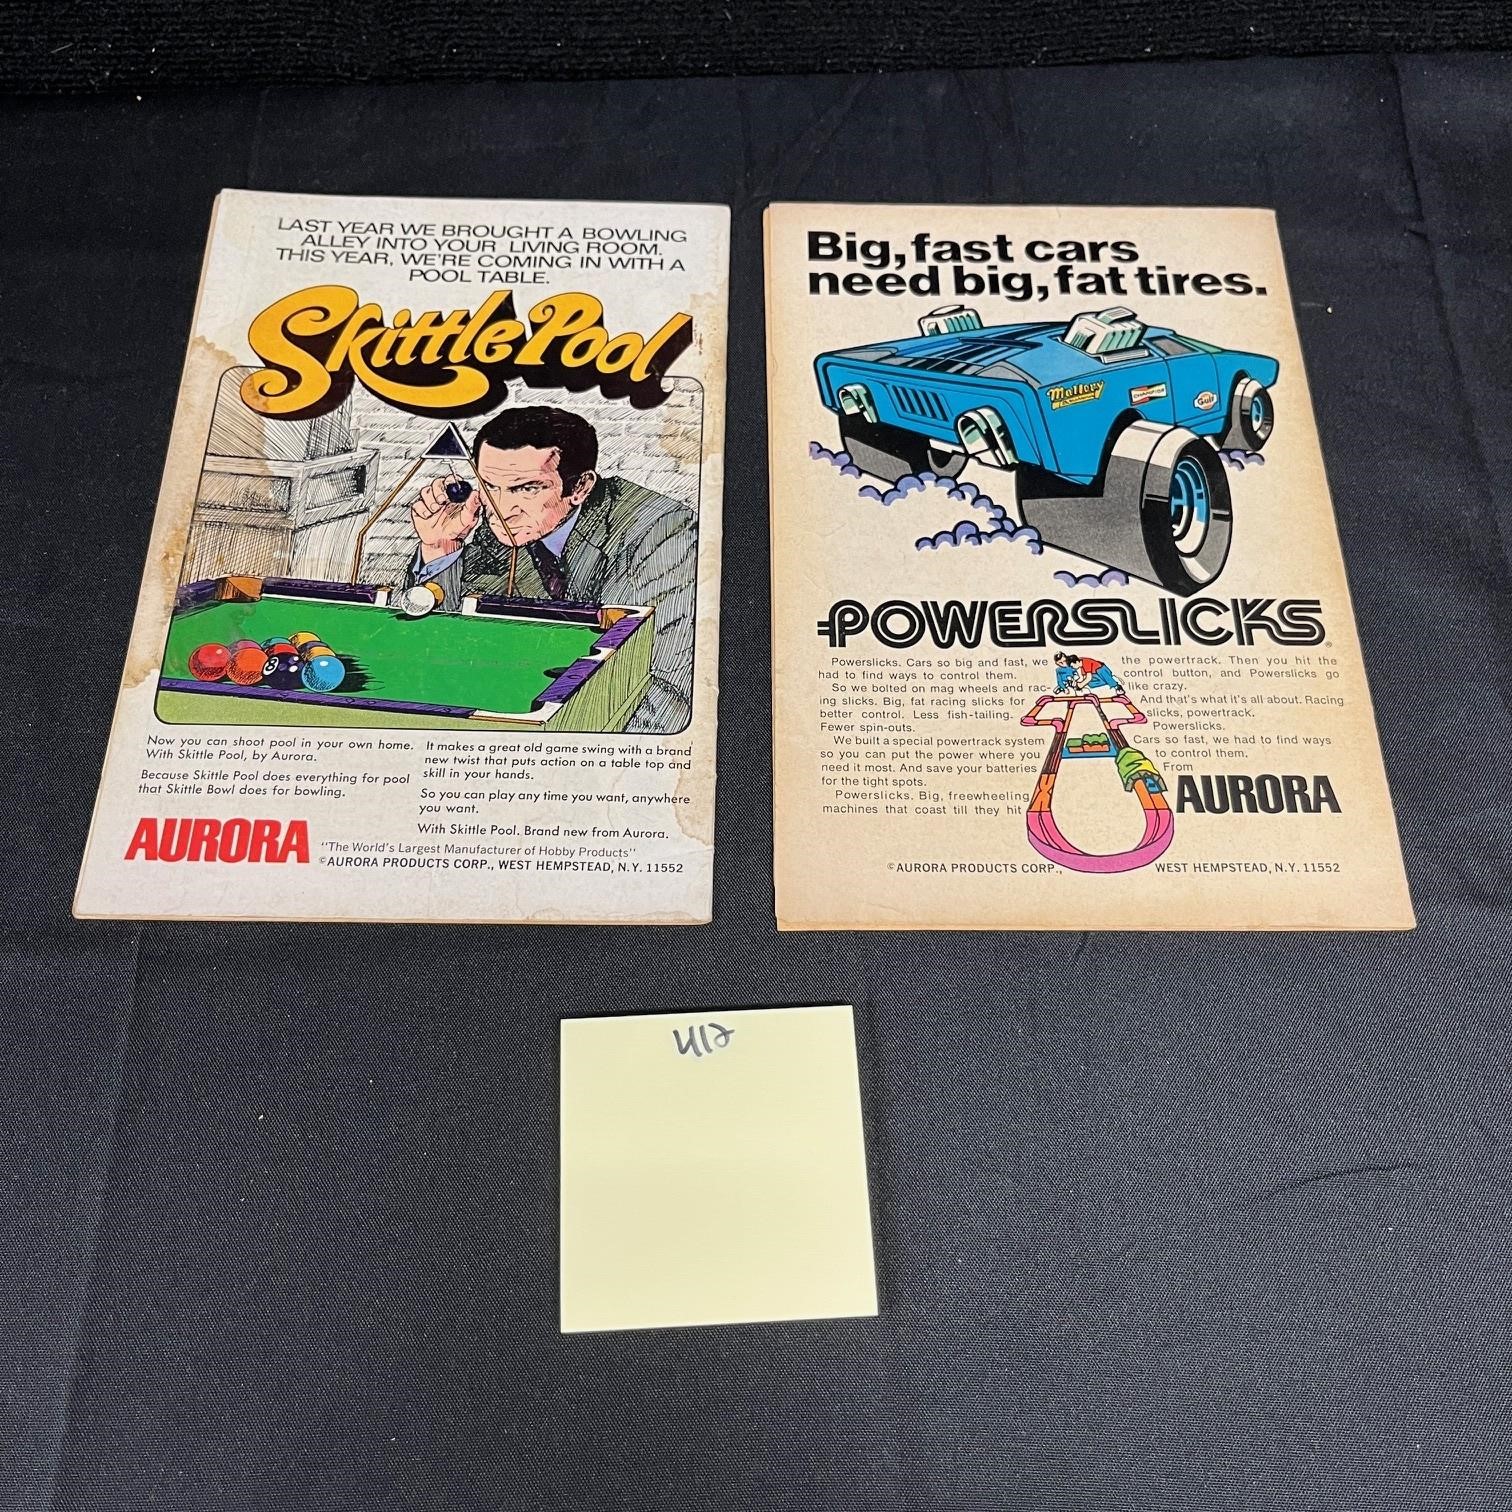 LAST YEAR WE BROUGHT A BOWLING
ALLEY INTO YOUR LIVING ROOM.
THIS YEAR, WE'RE COMING IN WITH A
POOL TABLE.
Skittle Pool
8
Now you can shoot pool in your own home.
With Skittle Pool, by Aurora.
Because Skittle Pool does everything for pool
that Skittle Bowl does for bowling.
It makes a great old game swing with a brand
new twist that puts action on a table top and
skill in your hands.
So you can play any time you want, anywhere
you want.
With Skittle Pool. Brand new from Aurora.
AURORA
"The World's Largest Manufacturer of Hobby Products"
©AURORA PRODUCTS CORP., WEST HEMPSTEAD, N.Y. 11552
Big, fast cars
need big, fat tires.
Mallory
CHAMPION
Gulf
POWERSLICKS®
Powerslicks. Cars so big and fast, we
had to find ways to control them.
So we bolted on mag wheels and rac-
ing slicks. Big, fat racing slicks for
better control. Less fish-tailing.
Fewer spin-outs.
We built a special powertrack system
so you can put the power where you
need it most. And save your batteries
for the tight spots.
Powerslicks. Big, freewheeling
machines that coast till they hit
the powertrack. Then you hit the
control button, and Powerslicks go
like crazy.
And that's what it's all about. Racing
slicks, powertrack.
Powerslicks.
Cars so fast, we had to find ways
to control them.
From
AURORA
©AURORA PRODUCTS CORP., WEST HEMPSTEAD, N.Y. 11552